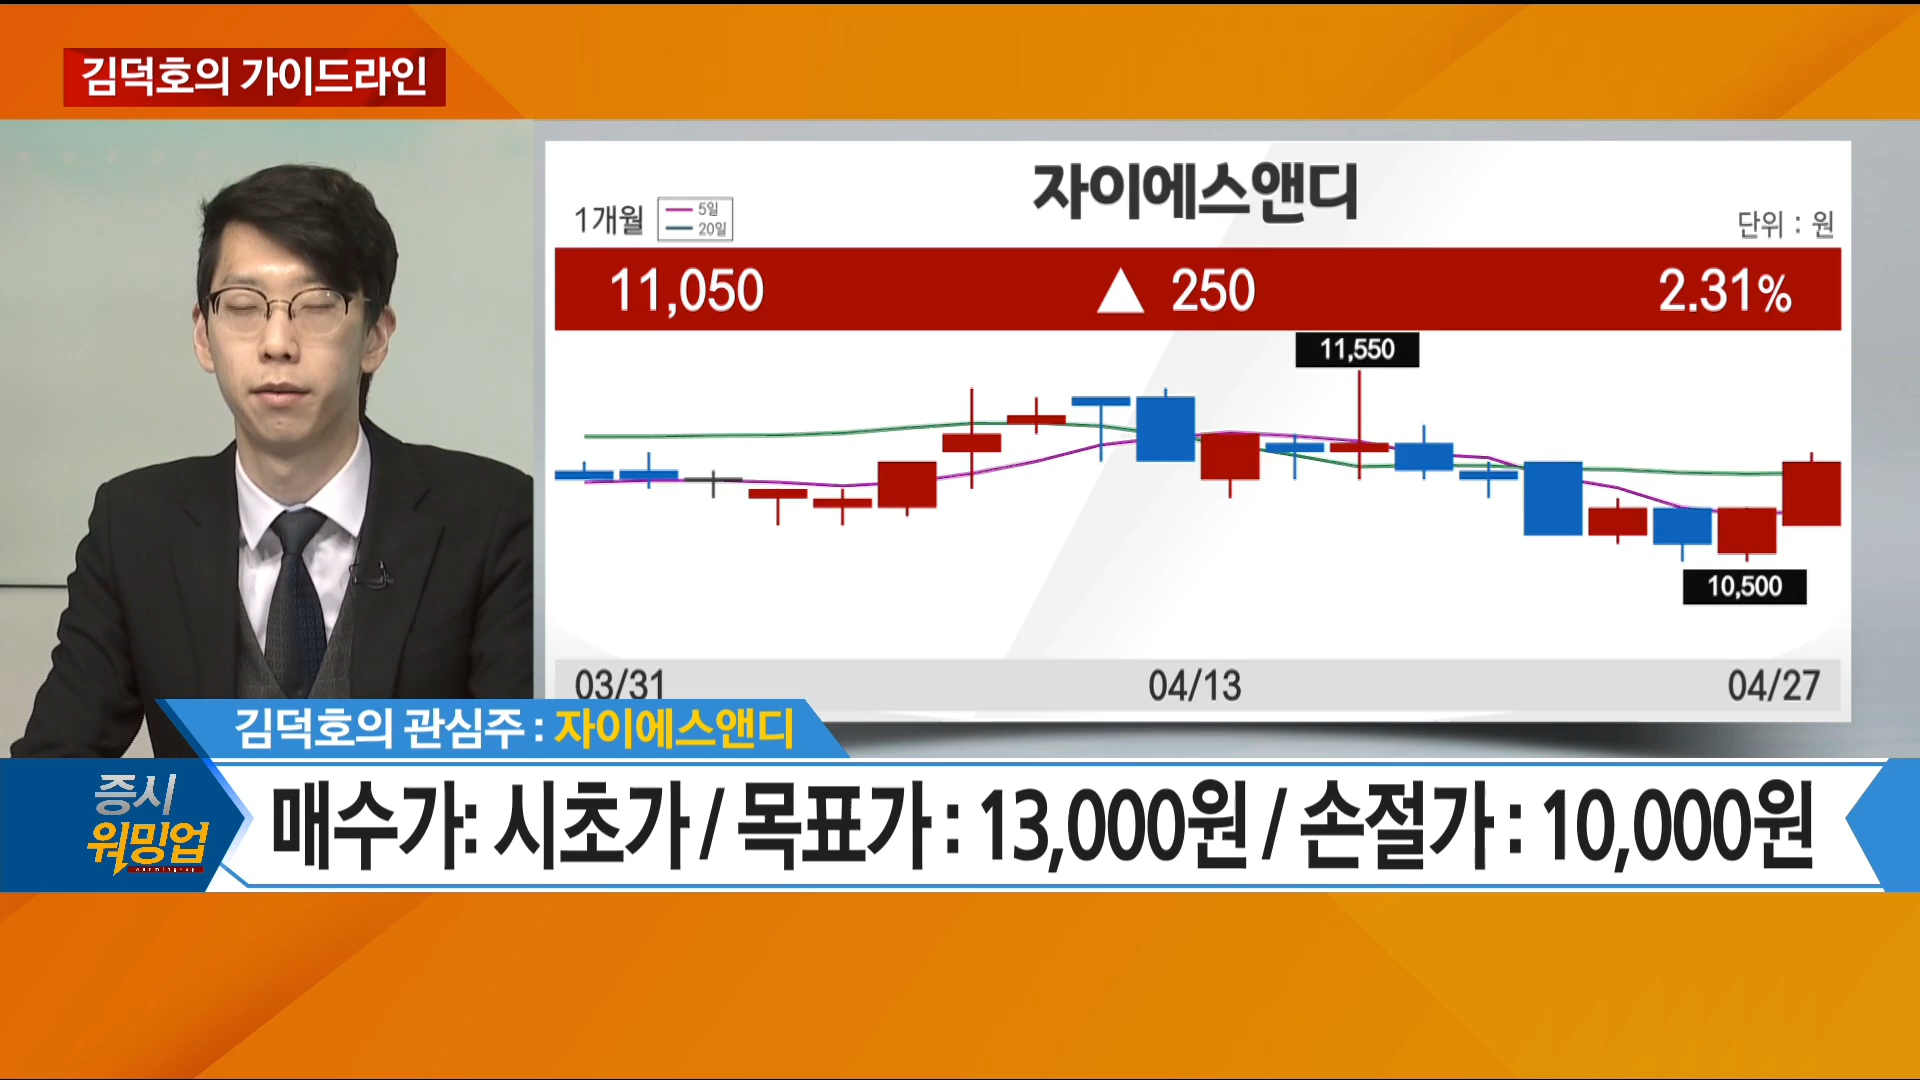 김덕호의 가이드라인
자이에스앤디
1개월
5일
20일
단위 : 원
11,050 ▲ 250 2.31%
11,550
10,500
03/31 04/13 04/27
김덕호의 관심주 : 자이에스앤디
증시
워밍업
warming-up
매수가: 시초가 / 목표가 : 13,000원 / 손절가 : 10,000원